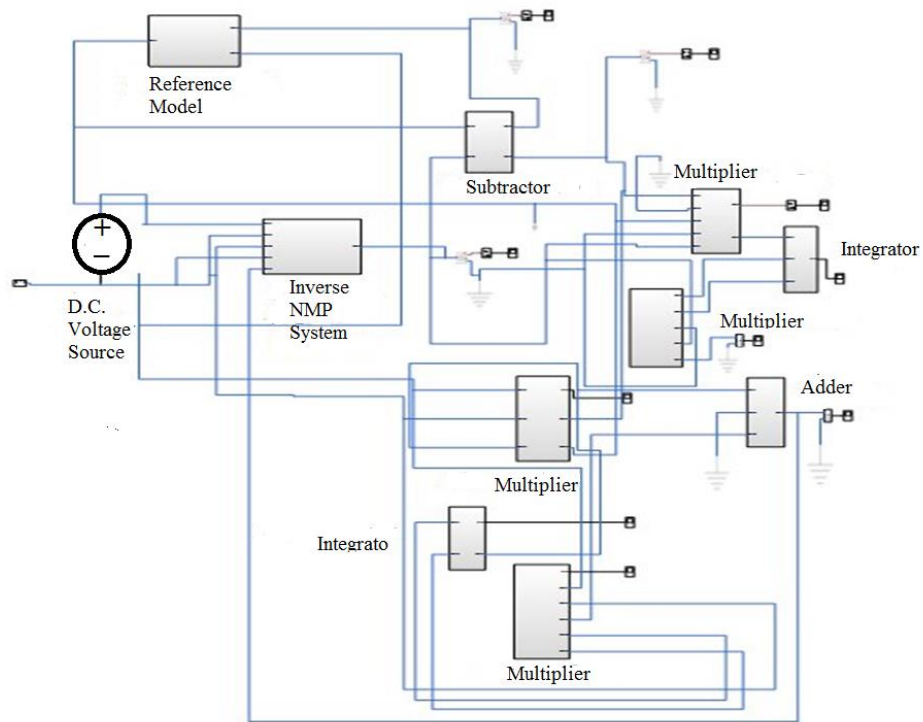 Reference
Model
Subtractor
Multiplier
Integrator
+
−
D.C.
Voltage
Source
Inverse
NMP
System
Multiplier
Adder
Multiplier
Integrato
Multiplier